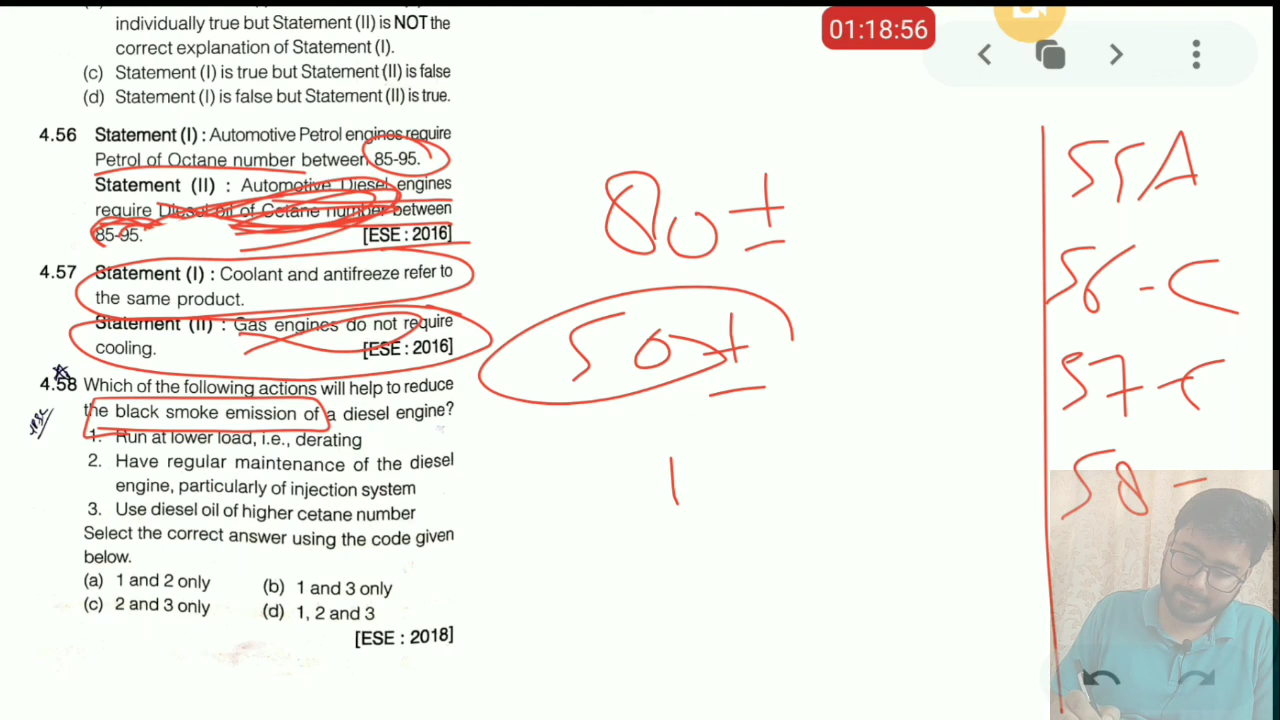 individually true but Statement (II) is NOT the
correct explanation of Statement (I).
(c) Statement (I) is true but Statement (II) is false
(d) Statement (I) is false but Statement (II) is true.
01:18:56
4.56 Statement (I) : Automotive Petrol engines require
Petrol of Octane number between 85-95.
Statement (II) : Automotive Diesel engines
require Diesel oil of Cetane number between
85-95. [ESE : 2016]
4.57 Statement (I) : Coolant and antifreeze refer to
the same product.
Statement (II) : Gas engines do not require
cooling. [ESE : 2016]
4.58 Which of the following actions will help to reduce
the black smoke emission of a diesel engine?
1. Run at lower load, i.e., derating
2. Have regular maintenance of the diesel
engine, particularly of injection system
3. Use diesel oil of higher cetane number
Select the correct answer using the code given
below.
(a) 1 and 2 only (b) 1 and 3 only
(c) 2 and 3 only (d) 1, 2 and 3
[ESE : 2018]
80±
50±
1
55A
56-C
57-C
58-